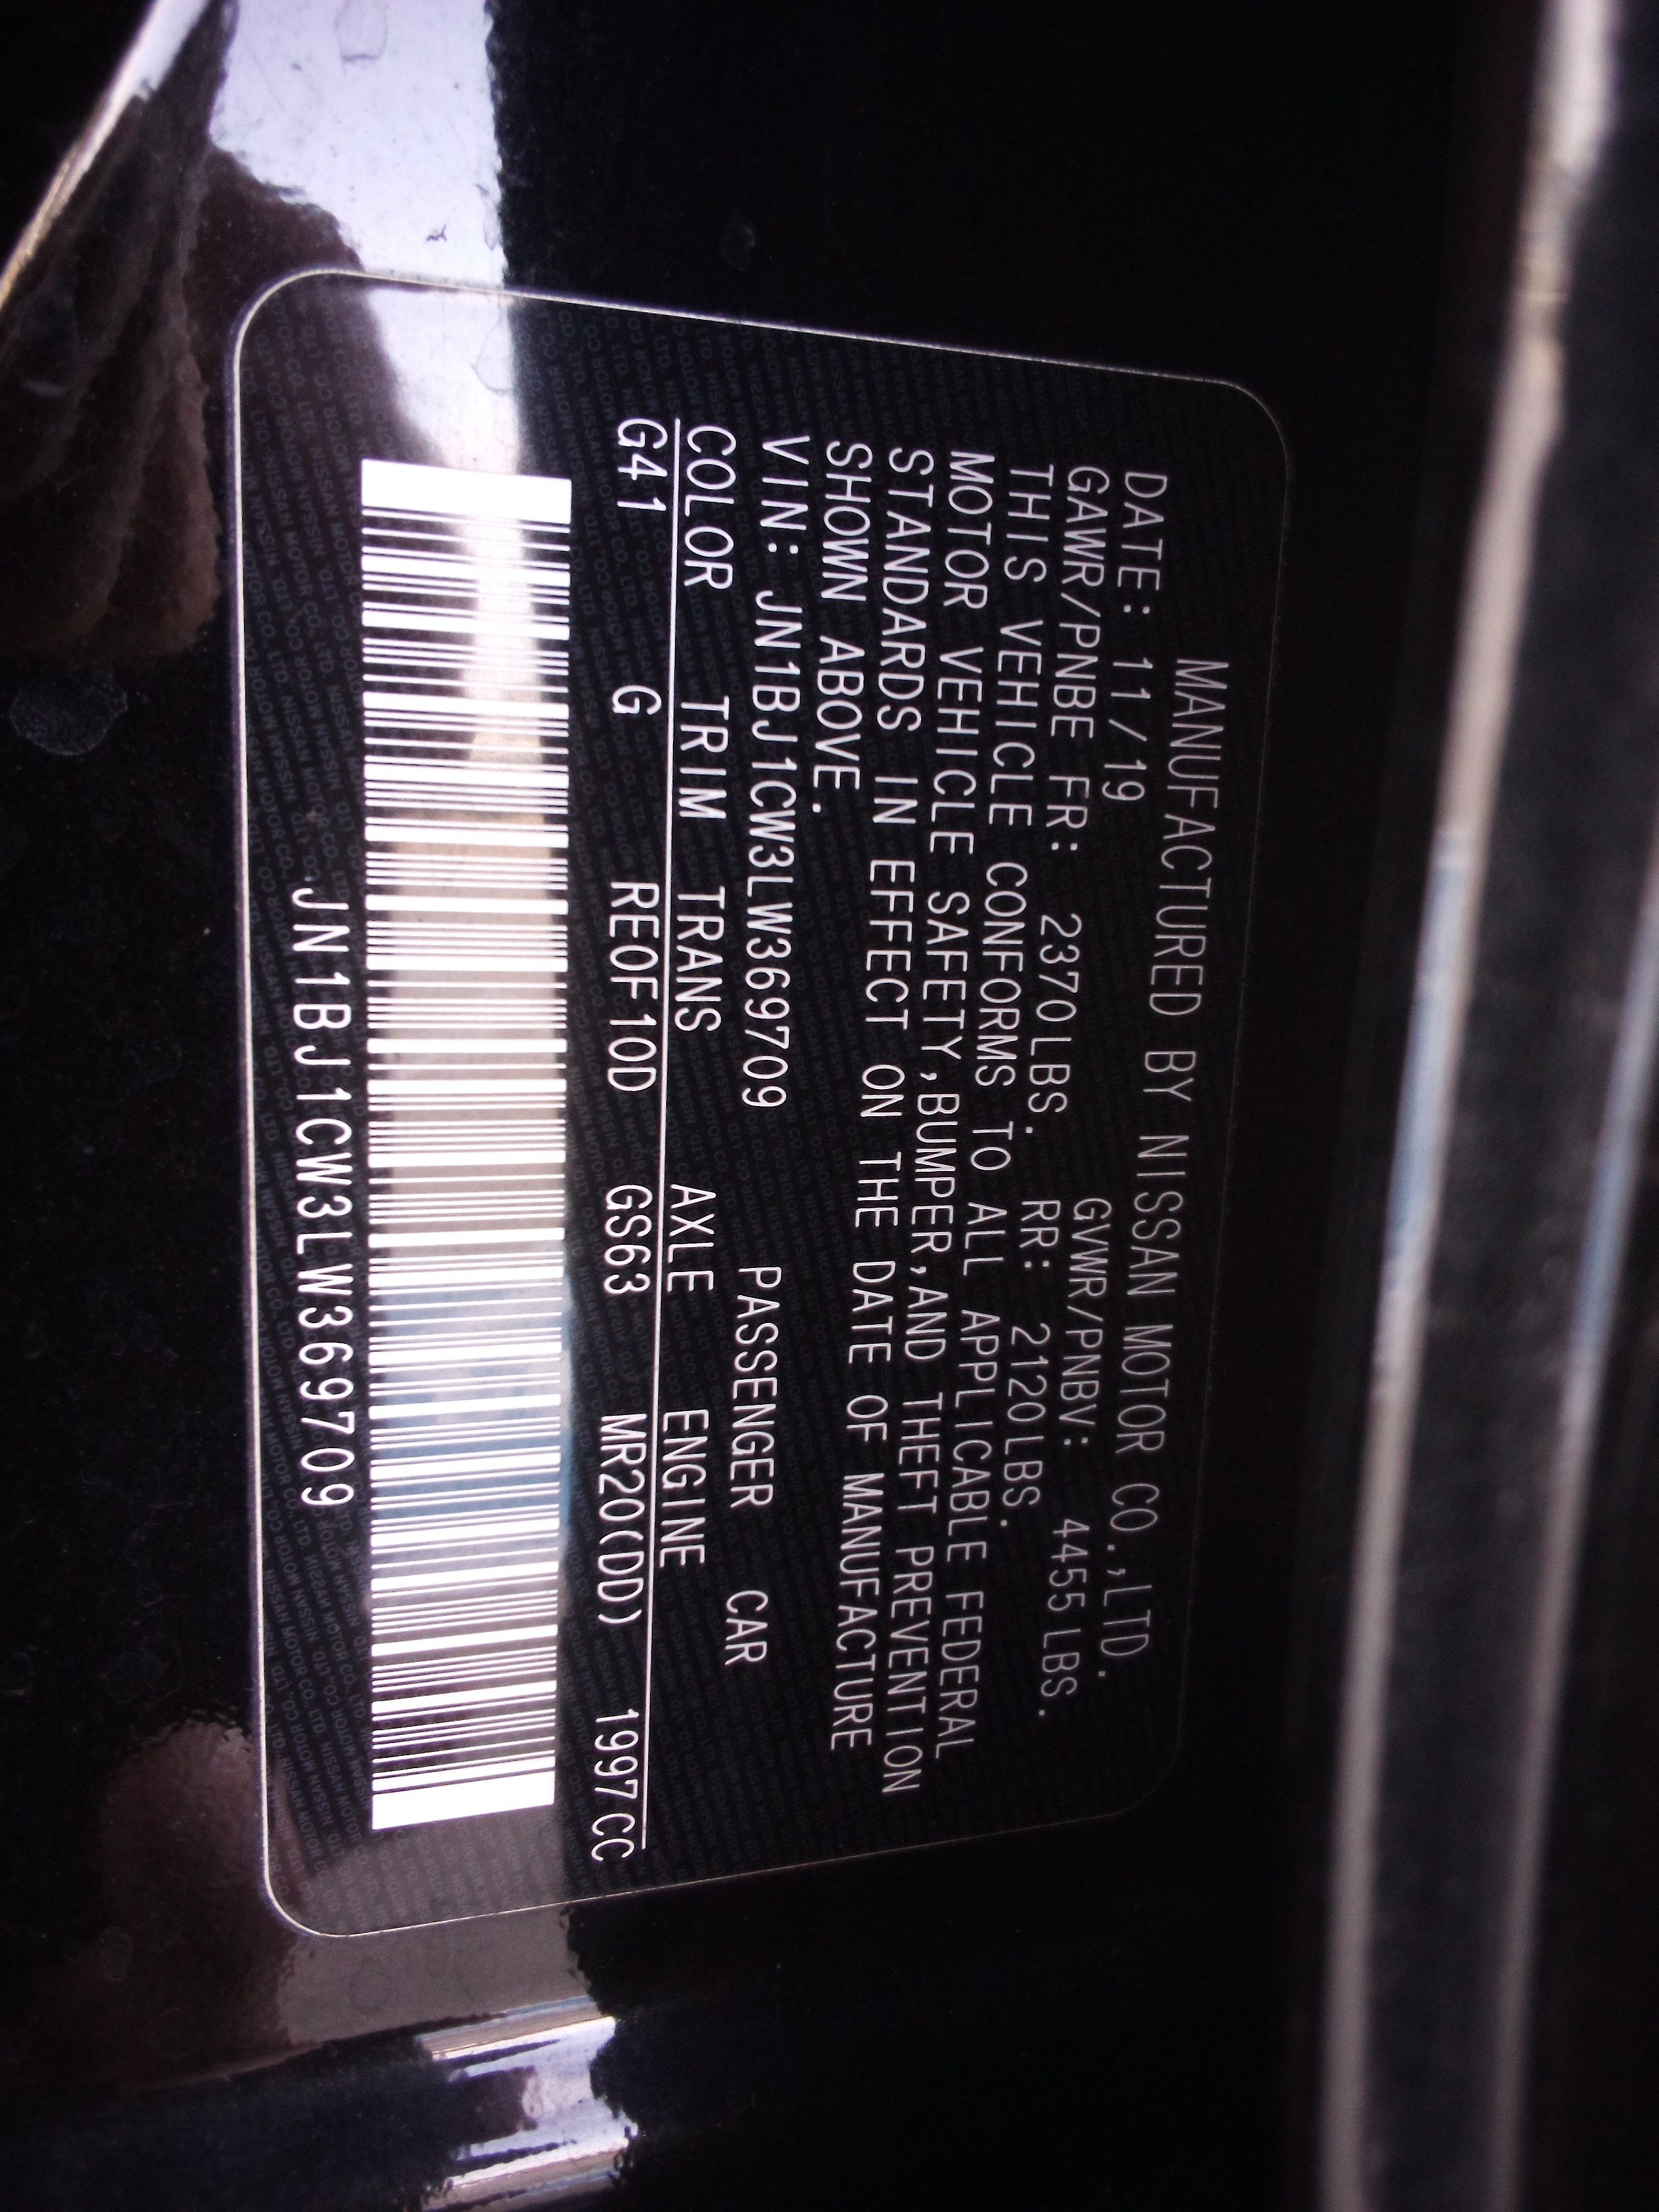 MANUFACTURED BY NISSAN MOTOR CO.,LTD.
DATE: 11/19 GVWR/PNBV: 4455LBS.
GAWR/PNBE FR: 2370LBS. RR: 2120LBS.
THIS VEHICLE CONFORMS TO ALL APPLICABLE FEDERAL
MOTOR VEHICLE SAFETY,BUMPER,AND THEFT PREVENTION
STANDARDS IN EFFECT ON THE DATE OF MANUFACTURE
SHOWN ABOVE.
VIN: JN1BJ1CW3LW369709 PASSENGER CAR
COLOR TRIM TRANS AXLE ENGINE
G41 G RE0F10D GS63 MR20(DD) 1997CC
JN1BJ1CW3LW369709